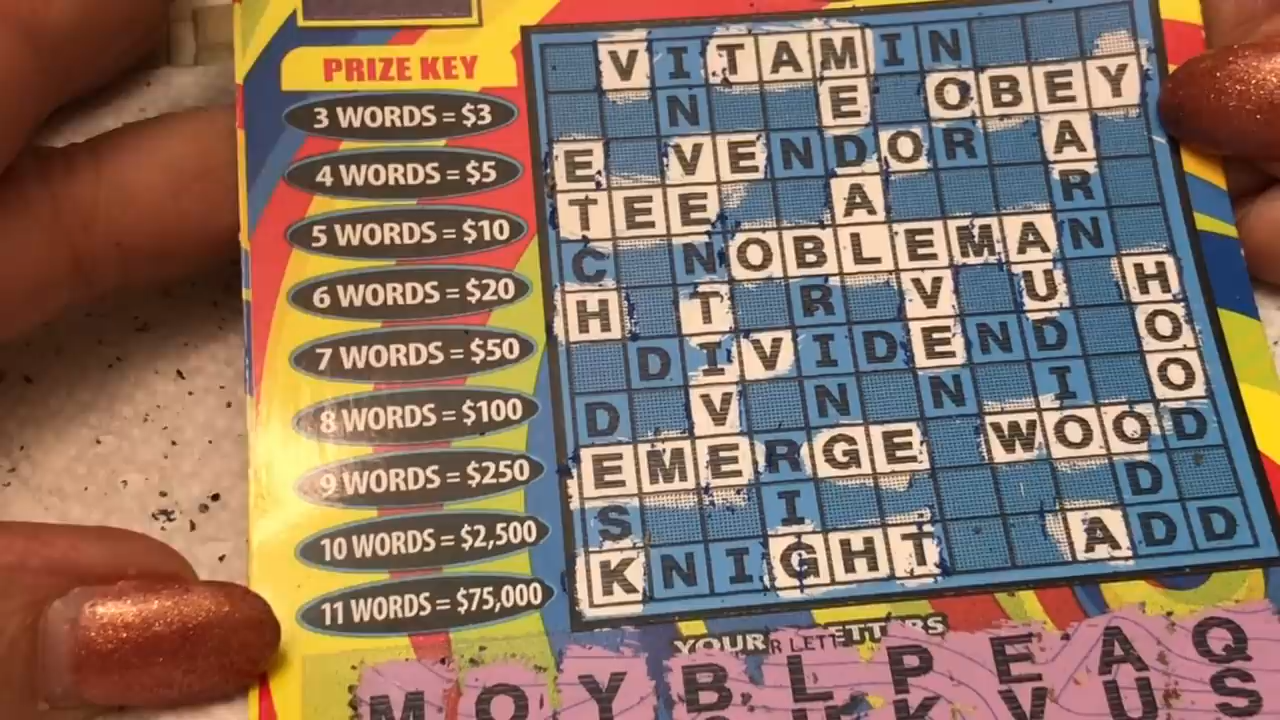 PRIZE KEY
3 WORDS = $3
4 WORDS = $5
5 WORDS = $10
6 WORDS = $20
7 WORDS = $50
8 WORDS = $100
9 WORDS = $250
10 WORDS = $2,500
11 WORDS = $75,000
VITAMIN
N E OBEY
E VENDOR A
TEE A R
C NOBLEMAN
H T R V U H
DIVIDEND O
D V N N I O
EMERGE WOOD
S I D
KNIGHT ADD
YOUR LETTERS
M O Y B L P E A Q
K V U S